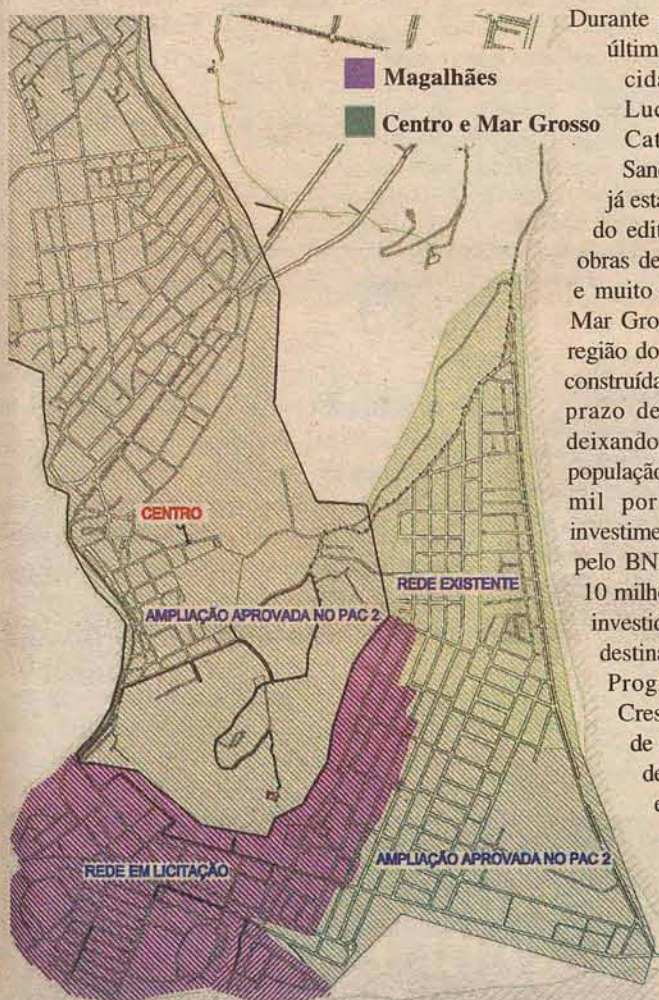 Magalhães
Centro e Mar Grosso
CENTRO
AMPLIAÇÃO APROVADA NO PAC 2
REDE EXISTENTE
REDE EM LICITAÇÃO
AMPLIAÇÃO APROVADA NO PAC 2
Durante
últim
cida
Luc
Cat
San
já esta
do edit
obras de
e muito
Mar Gro
região do
construída
prazo de
deixando
população
mil por
investime
pelo BN
10 milho
investid
destina
Prog
Cres
de
de
e